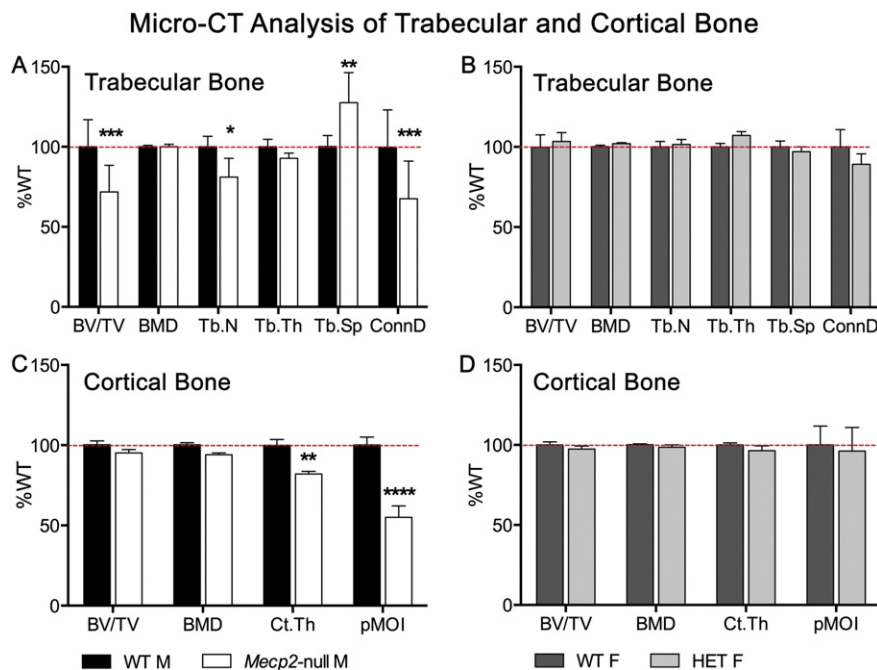 Micro-CT Analysis of Trabecular and Cortical Bone
A
Trabecular Bone
150
100
50
0
%WT
***
*
**
***
BV/TV BMD Tb.N Tb.Th Tb.Sp ConnD
B
Trabecular Bone
150
100
50
0
%WT
BV/TV BMD Tb.N Tb.Th Tb.Sp ConnD
C
Cortical Bone
150
100
50
0
%WT
**
****
BV/TV BMD Ct.Th pMOI
WT M Mecp2-null M
D
Cortical Bone
150
100
50
0
%WT
BV/TV BMD Ct.Th pMOI
WT F HET F